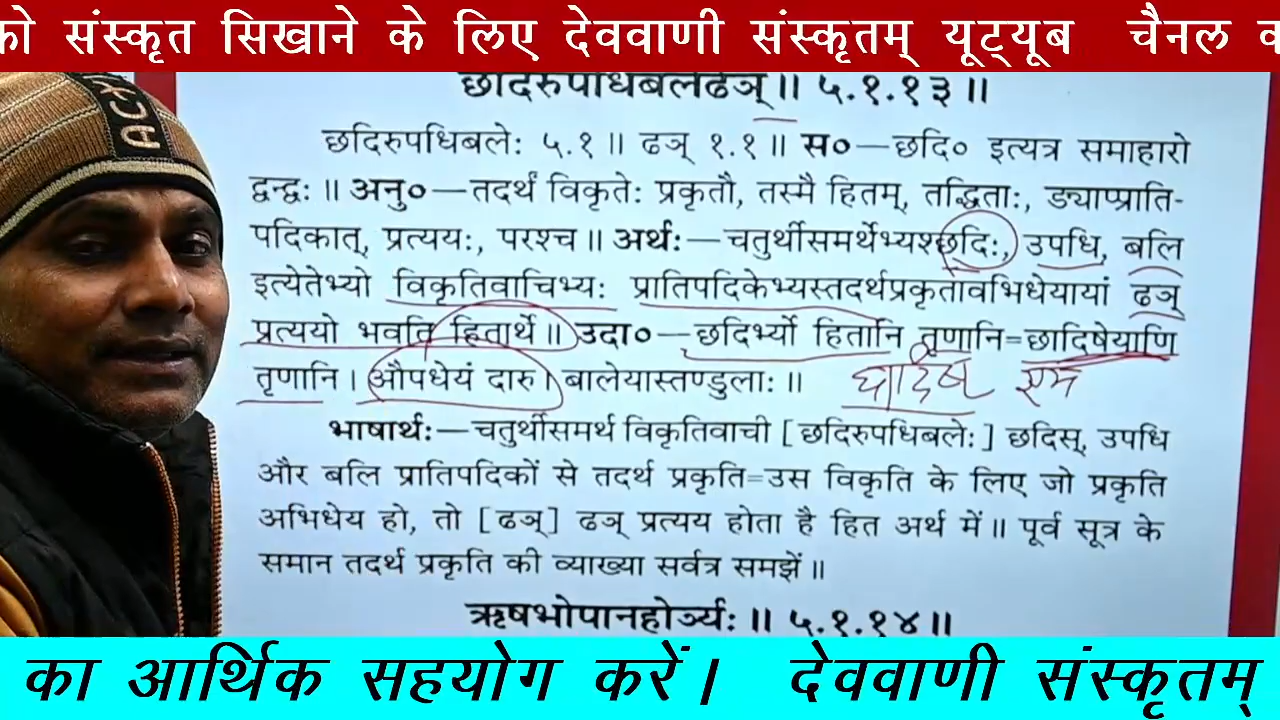 को संस्कृत सिखाने के लिए देववाणी संस्कृतम् यूट्यूब चैनल
छदिरुपधिबलेढञ् ॥ ५.१.१३ ॥
छदिरुपधिबलेः ५.१ ॥ ढञ् १.१ ॥ स०—छदि० इत्यत्र समाहारो
द्वन्द्वः ॥ अनु०—तदर्थं विकृतेः प्रकृतौ, तस्मै हितम्, तद्धिताः, ङ्याप्प्राति-
पदिकात्, प्रत्ययः, परश्च ॥ अर्थः—चतुर्थीसमर्थेभ्यश्छदिः, उपधि, बलि
इत्येतेभ्यो विकृतिवाचिभ्यः प्रातिपदिकेभ्यस्तदर्थप्रकृतावभिधेयायां ढञ्
प्रत्ययो भवति हितार्थे ॥ उदा०—छदिर्भ्यो हितानि तृणानि=छादिषेयाणि
तृणानि । औपधेयं दारु । बालेयास्तण्डुलाः ॥ छादिष् एय
भाषार्थः—चतुर्थीसमर्थ विकृतिवाची [छदिरुपधिबलेः] छदिस्, उपधि
और बलि प्रातिपदिकों से तदर्थ प्रकृति=उस विकृति के लिए जो प्रकृति
अभिधेय हो, तो [ढञ्] ढञ् प्रत्यय होता है हित अर्थ में ॥ पूर्व सूत्र के
समान तदर्थ प्रकृति की व्याख्या सर्वत्र समझें ॥
ऋषभोपानहोर्ञ्यः ॥ ५.१.१४ ॥
का आर्थिक सहयोग करें । देववाणी संस्कृतम्